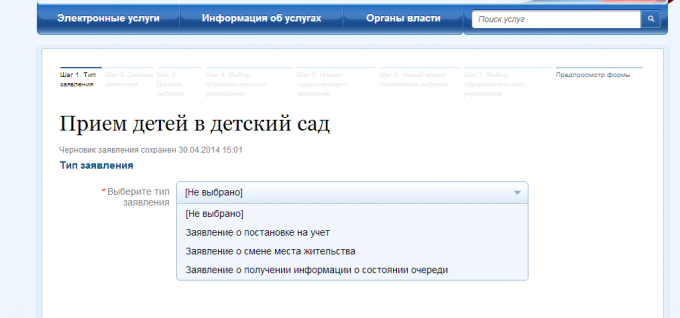 Электронные услуги Информация об услугах Органы власти Поиск услуг
Шаг 1. Тип заявления
Шаг 2. Данные заявителя
Шаг 3. Данные ребенка
Шаг 4. Выбор образовательного учреждения
Шаг 5. Номер предыдущего заявления
Шаг 6. Новый адрес проживания ребенка
Шаг 7. Выбор образовательного учреждения
Предпросмотр формы
Прием детей в детский сад
Черновик заявления сохранен 30.04.2014 15:01
Тип заявления
*Выберите тип заявления
[Не выбрано]
[Не выбрано]
Заявление о постановке на учет
Заявление о смене места жительства
Заявление о получении информации о состоянии очереди